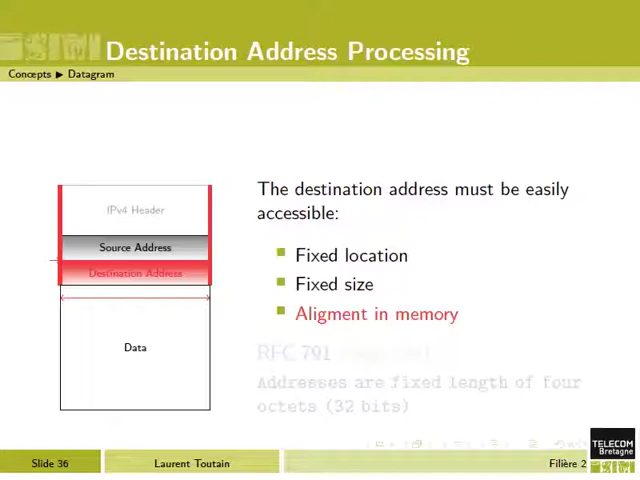 Destination Address Processing
Concepts ▶ Datagram
The destination address must be easily
accessible:
Fixed location
Fixed size
Aligment in memory
RFC 791
Addresses are fixed length of four
octets (32 bits)
IPv4 Header
Source Address
Destination Address
Data
TELECOM
Bretagne
Slide 36
Laurent Toutain
Filière 2